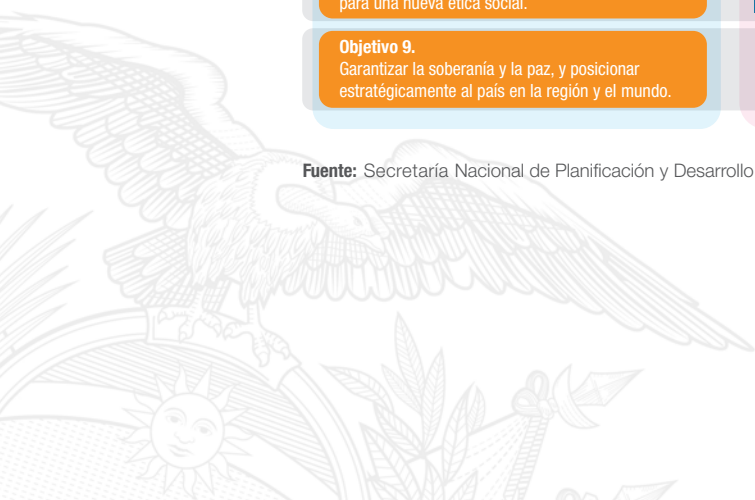 para una nueva ética social.
Objetivo 9.
Garantizar la soberanía y la paz, y posicionar
estratégicamente al país en la región y el mundo.
Fuente: Secretaría Nacional de Planificación y Desarrollo